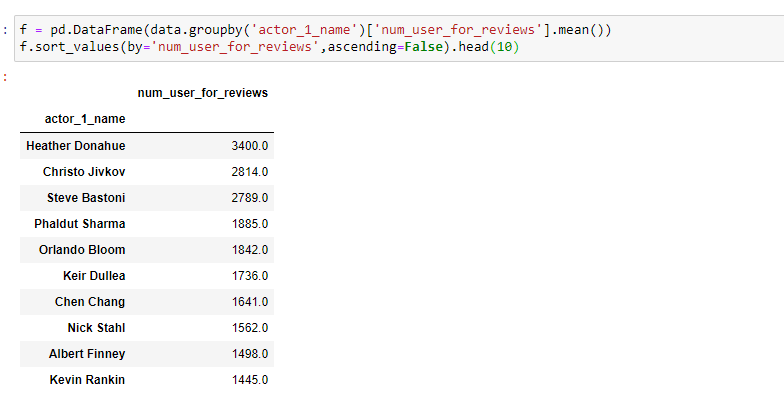 : f = pd.DataFrame(data.groupby('actor_1_name')['num_user_for_reviews'].mean())
f.sort_values(by='num_user_for_reviews',ascending=False).head(10)
:
num_user_for_reviews
actor_1_name
Heather Donahue 3400.0
Christo Jivkov 2814.0
Steve Bastoni 2789.0
Phaldut Sharma 1885.0
Orlando Bloom 1842.0
Keir Dullea 1736.0
Chen Chang 1641.0
Nick Stahl 1562.0
Albert Finney 1498.0
Kevin Rankin 1445.0